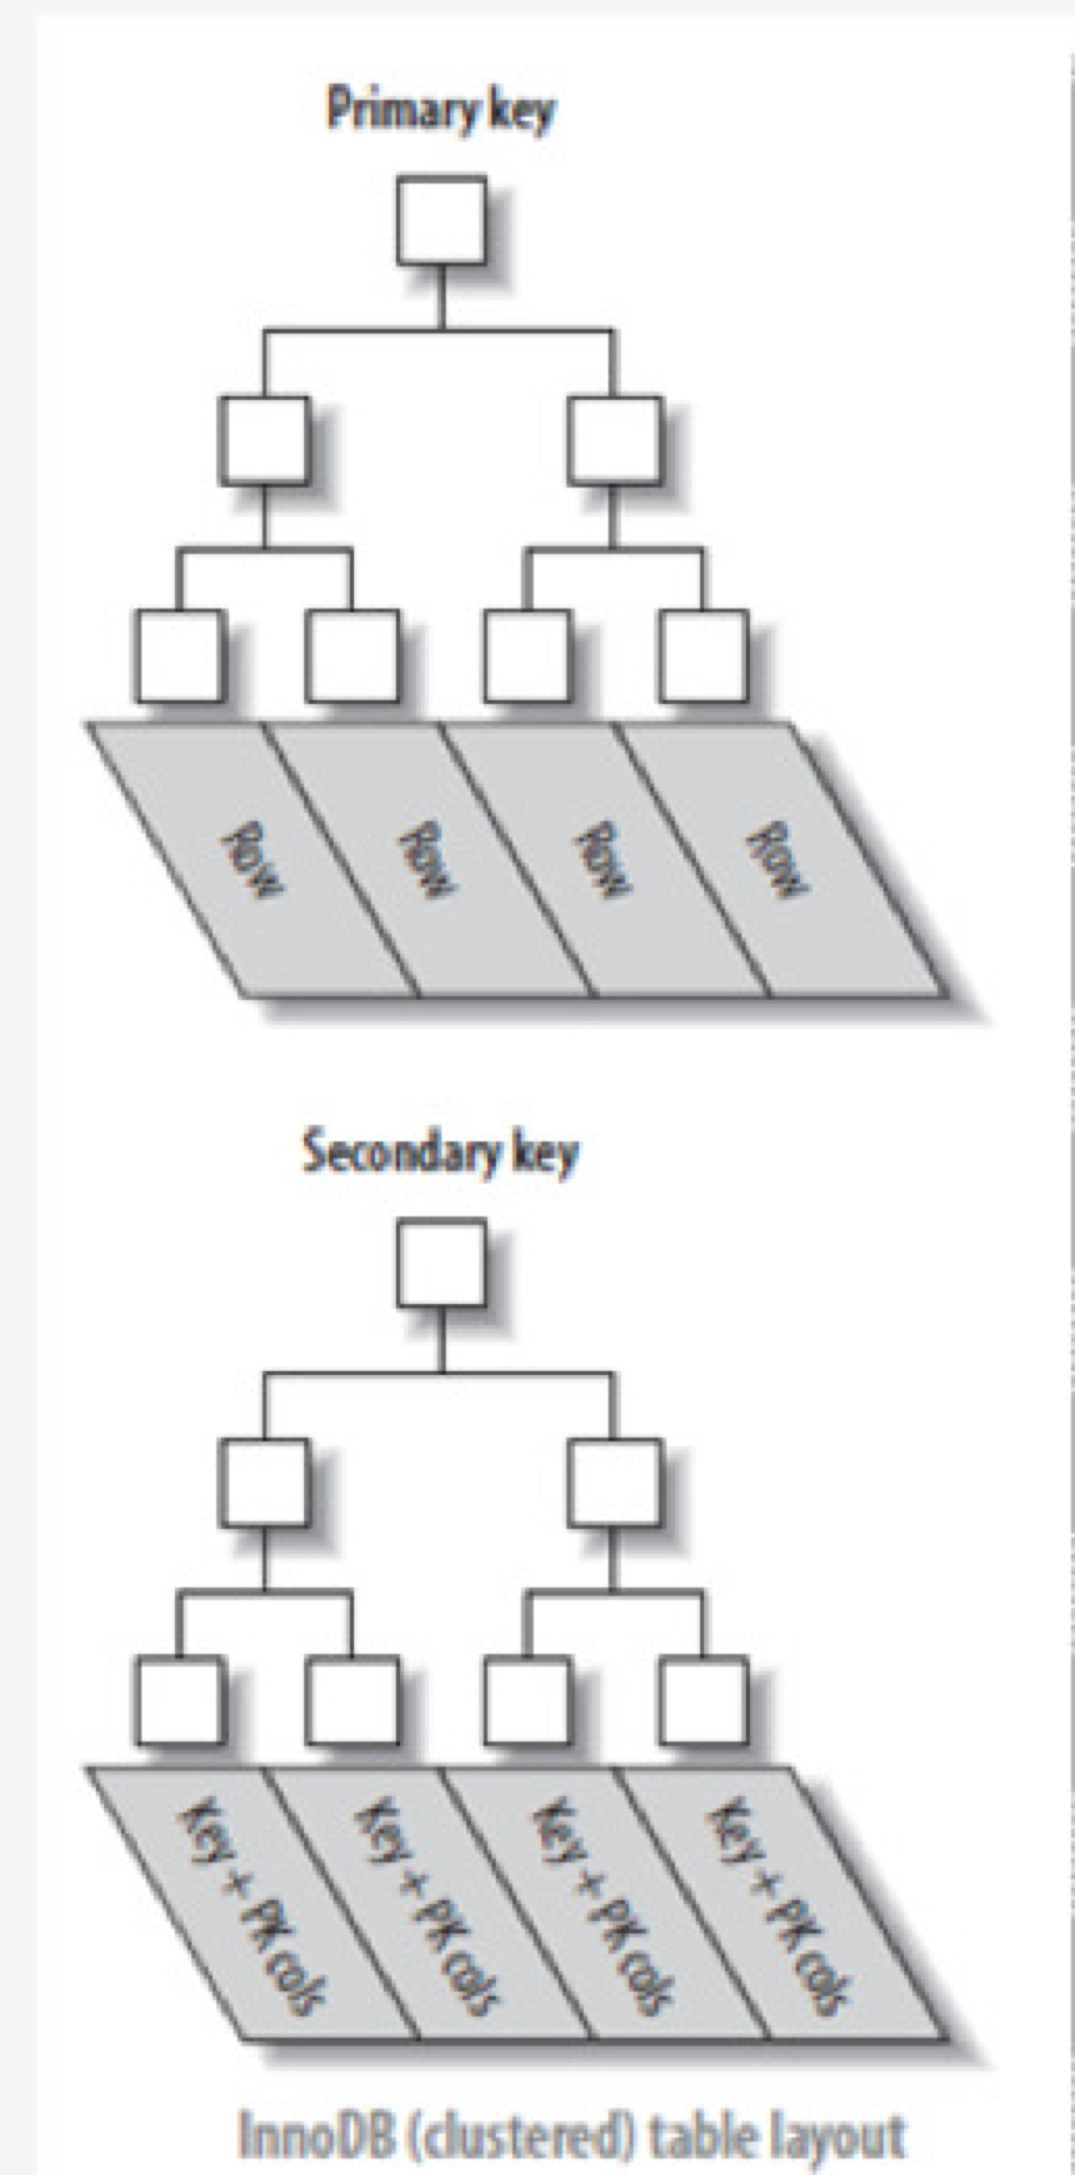 Primary key
Row
Row
Row
Row
Secondary key
Key + PK cols
Key + PK cols
Key + PK cols
Key + PK cols
InnoDB (clustered) table layout